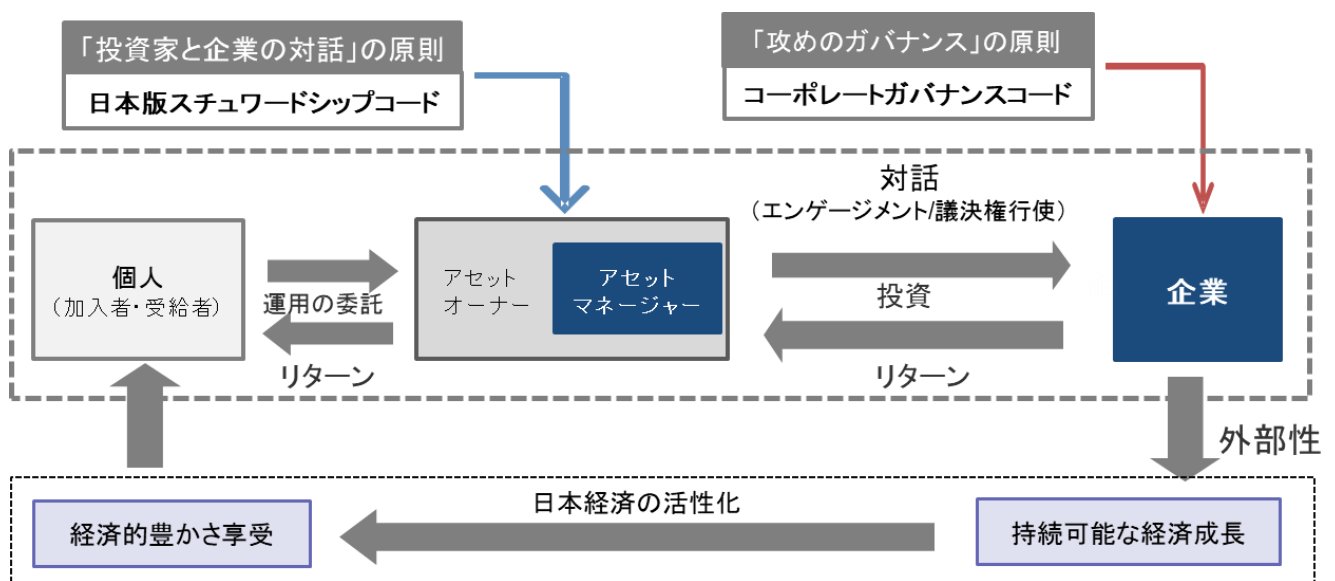 「投資家と企業の対話」の原則
日本版スチュワードシップコード
「攻めのガバナンス」の原則
コーポレートガバナンスコード
対話
（エンゲージメント/議決権行使）
個人
（加入者・受給者）
運用の委託
リターン
アセット
オーナー
アセット
マネージャー
投資
リターン
企業
外部性
経済的豊かさ享受
日本経済の活性化
持続可能な経済成長